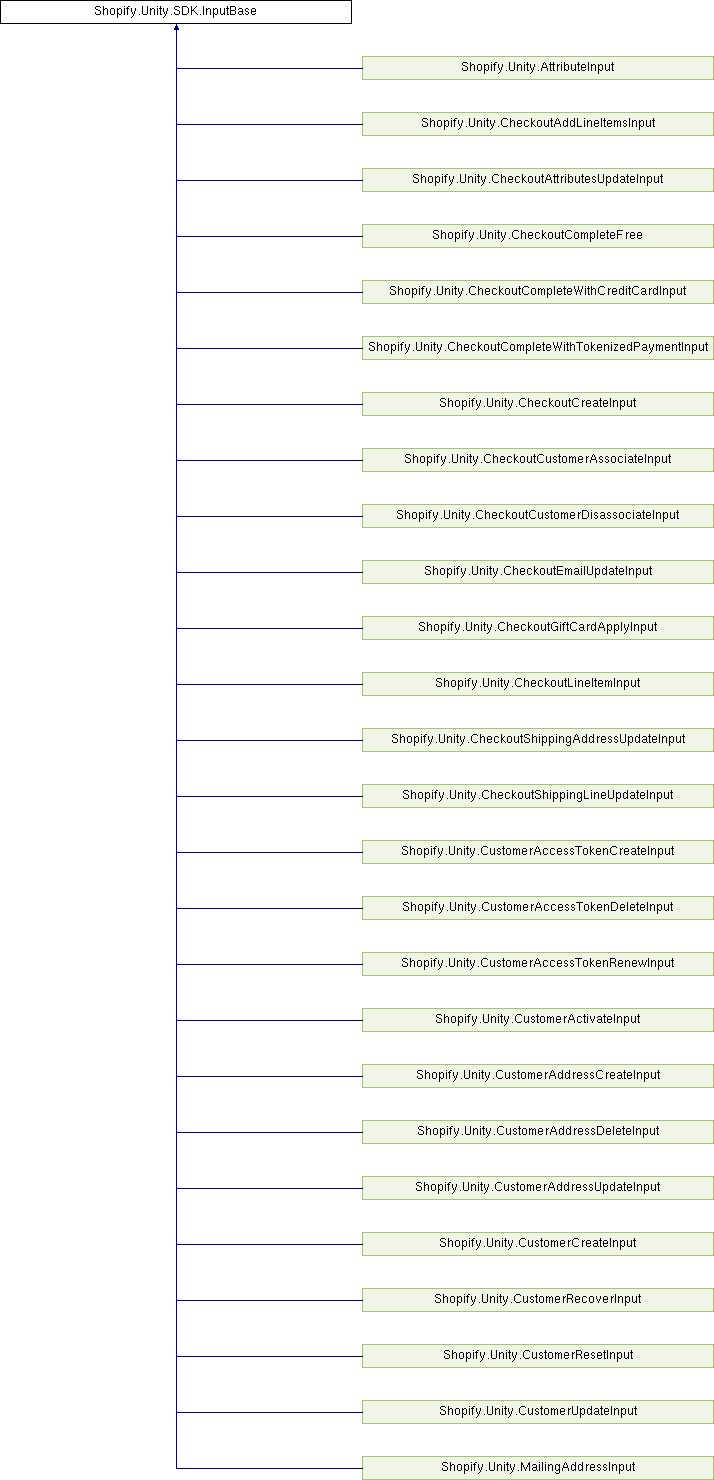 Shopify.Unity.SDK.InputBase
Shopify.Unity.AttributeInput
Shopify.Unity.CheckoutAddLineItemsInput
Shopify.Unity.CheckoutAttributesUpdateInput
Shopify.Unity.CheckoutCompleteFree
Shopify.Unity.CheckoutCompleteWithCreditCardInput
Shopify.Unity.CheckoutCompleteWithTokenizedPaymentInput
Shopify.Unity.CheckoutCreateInput
Shopify.Unity.CheckoutCustomerAssociateInput
Shopify.Unity.CheckoutCustomerDisassociateInput
Shopify.Unity.CheckoutEmailUpdateInput
Shopify.Unity.CheckoutGiftCardApplyInput
Shopify.Unity.CheckoutLineItemInput
Shopify.Unity.CheckoutShippingAddressUpdateInput
Shopify.Unity.CheckoutShippingLineUpdateInput
Shopify.Unity.CustomerAccessTokenCreateInput
Shopify.Unity.CustomerAccessTokenDeleteInput
Shopify.Unity.CustomerAccessTokenRenewInput
Shopify.Unity.CustomerActivateInput
Shopify.Unity.CustomerAddressCreateInput
Shopify.Unity.CustomerAddressDeleteInput
Shopify.Unity.CustomerAddressUpdateInput
Shopify.Unity.CustomerCreateInput
Shopify.Unity.CustomerRecoverInput
Shopify.Unity.CustomerResetInput
Shopify.Unity.CustomerUpdateInput
Shopify.Unity.MailingAddressInput